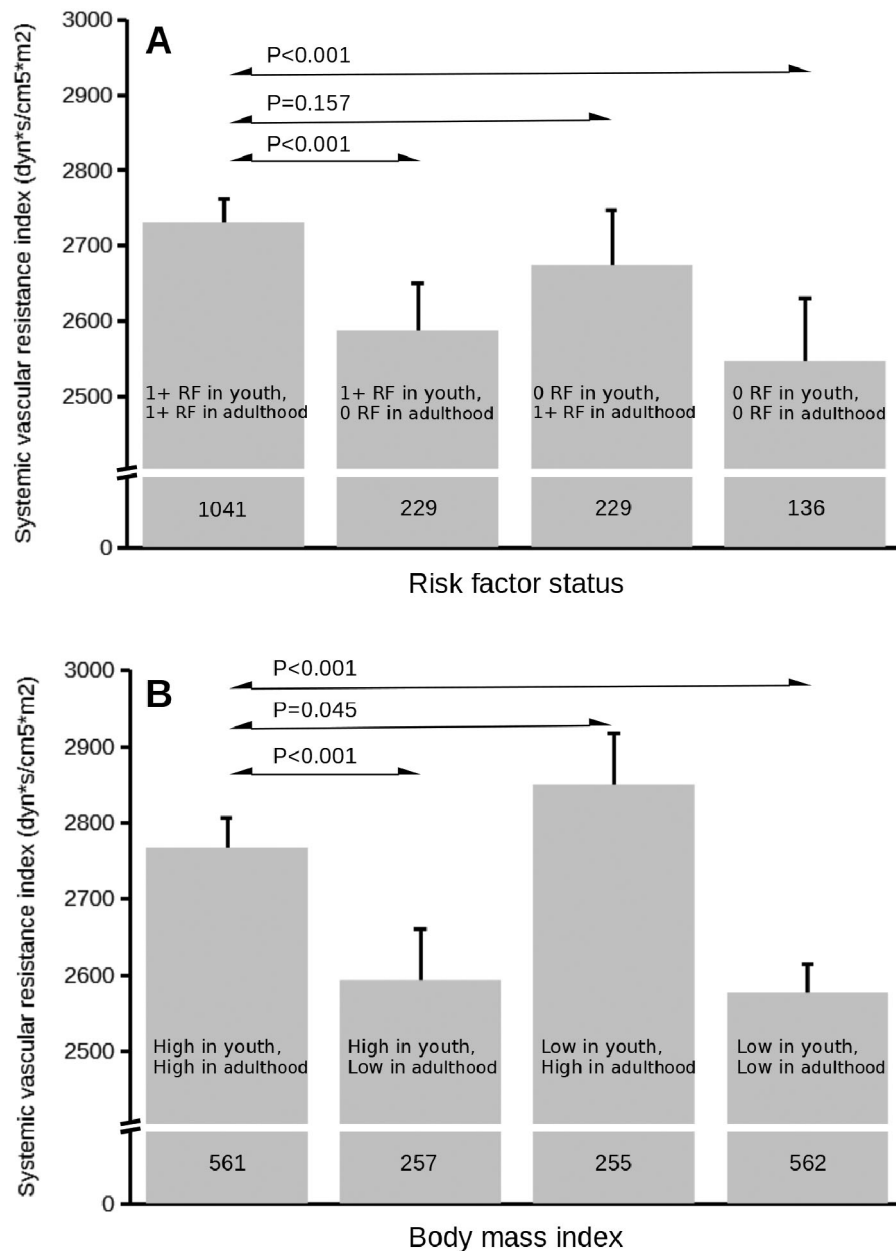 A
Systemic vascular resistance index (dyn*s/cm5*m2)
3000
2900
2800
2700
2600
2500
0
P<0.001
P=0.157
P<0.001
1+ RF in youth,
1+ RF in adulthood
1+ RF in youth,
0 RF in adulthood
0 RF in youth,
1+ RF in adulthood
0 RF in youth,
0 RF in adulthood
1041
229
229
136
Risk factor status
B
Systemic vascular resistance index (dyn*s/cm5*m2)
3000
2900
2800
2700
2600
2500
0
P<0.001
P=0.045
P<0.001
High in youth,
High in adulthood
High in youth,
Low in adulthood
Low in youth,
High in adulthood
Low in youth,
Low in adulthood
561
257
255
562
Body mass index